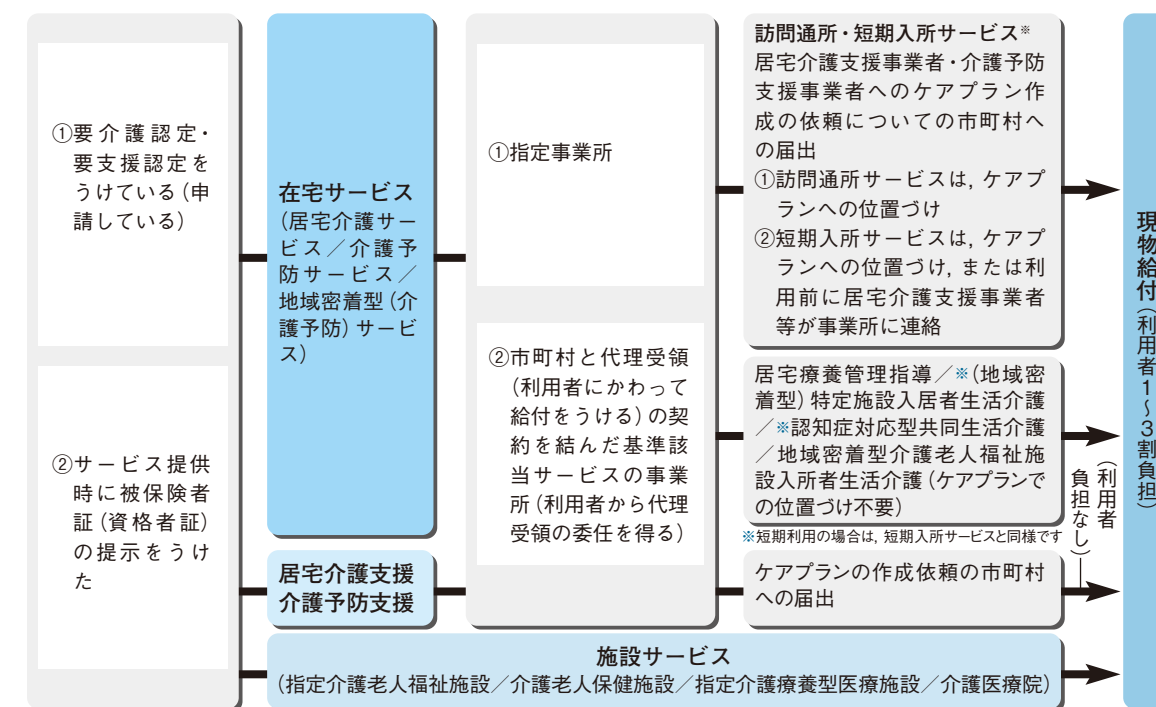 ①要介護認定・
要支援認定を
うけている(申
請している)
②サービス提供
時に被保険者
証(資格者証)
の提示をうけ
た
在宅サービス
(居宅介護サー
ビス／介護予
防サービス／
地域密着型(介
護予防)サービ
ス)
居宅介護支援
介護予防支援
①指定事業所
②市町村と代理受領
(利用者にかわって
給付をうける)の契
約を結んだ基準該
当サービスの事業
所(利用者から代理
受領の委任を得る)
訪問通所・短期入所サービス※
居宅介護支援事業者・介護予防
支援事業者へのケアプラン作
成の依頼についての市町村へ
の届出
①訪問通所サービスは,ケアプ
ランへの位置づけ
②短期入所サービスは,ケアプ
ランへの位置づけ,または利
用前に居宅介護支援事業者
等が事業所に連絡
居宅療養管理指導／※(地域密
着型)特定施設入居者生活介護
／※認知症対応型共同生活介護
／地域密着型介護老人福祉施
設入所者生活介護(ケアプランで
の位置づけ不要)
※短期利用の場合は,短期入所サービスと同様です
ケアプランの作成依頼の市町村
への届出
(利用者
負担なし)
施設サービス
(指定介護老人福祉施設／介護老人保健施設／指定介護療養型医療施設／介護医療院)
現物給付(利用者1～3割負担)